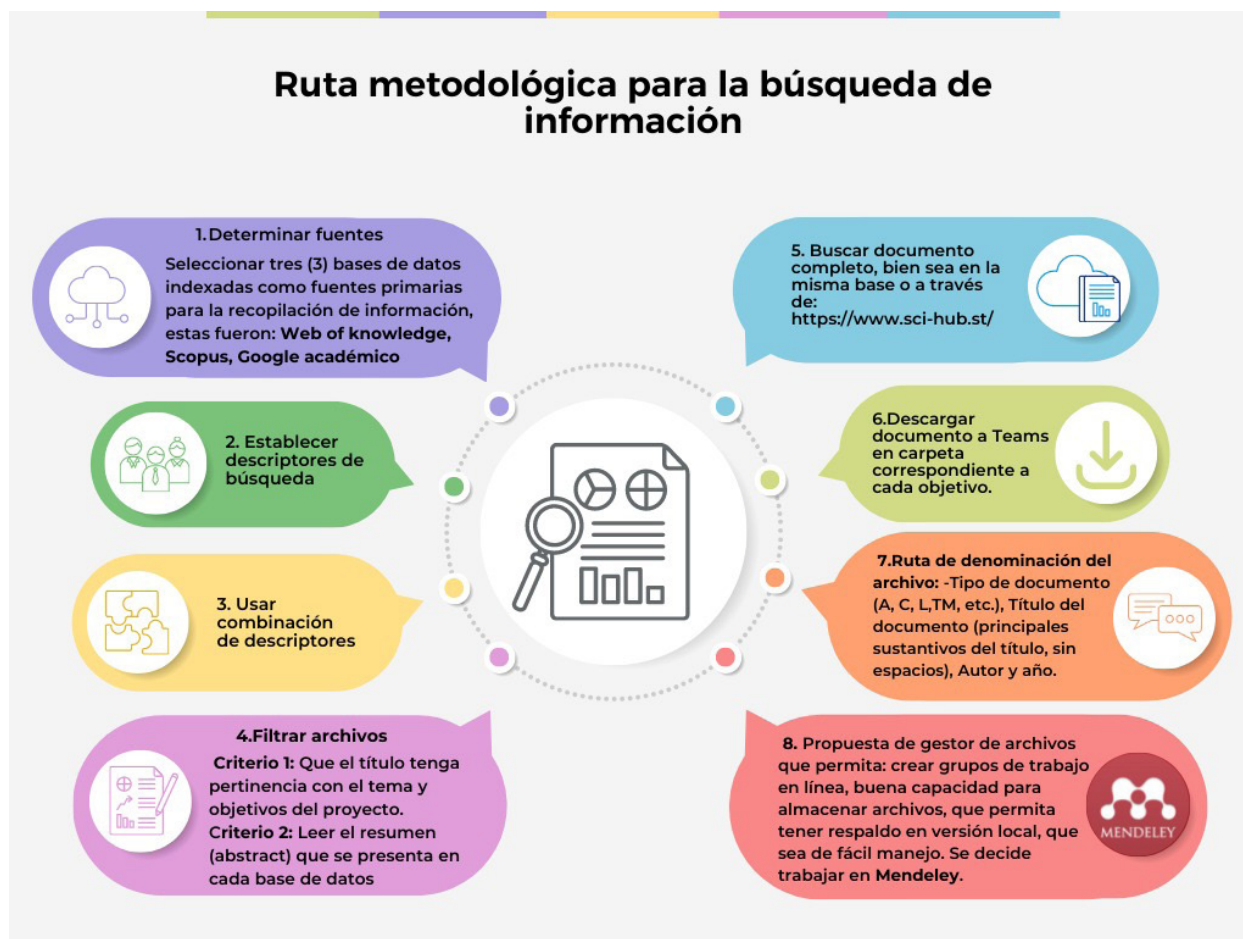 Ruta metodológica para la búsqueda de
información
1.Determinar fuentes
Seleccionar tres (3) bases de datos
indexadas como fuentes primarias
para la recopilación de información,
estas fueron: Web of knowledge,
Scopus, Google académico
2. Establecer
descriptores de
búsqueda
3. Usar
combinación
de descriptores
4.Filtrar archivos
Criterio 1: Que el título tenga
pertinencia con el tema y
objetivos del proyecto.
Criterio 2: Leer el resumen
(abstract) que se presenta en
cada base de datos
5. Buscar documento
completo, bien sea en la
misma base o a través
de:
https://www.sci-hub.st/
6.Descargar
documento a Teams
en carpeta
correspondiente a
cada objetivo.
7.Ruta de denominación del
archivo: -Tipo de documento
(A, C, L,TM, etc.), Título del
documento (principales
sustantivos del título, sin
espacios), Autor y año.
8. Propuesta de gestor de archivos
que permita: crear grupos de trabajo
en línea, buena capacidad para
almacenar archivos, que permita
tener respaldo en versión local, que
sea de fácil manejo. Se decide
trabajar en Mendeley.
MENDELEY